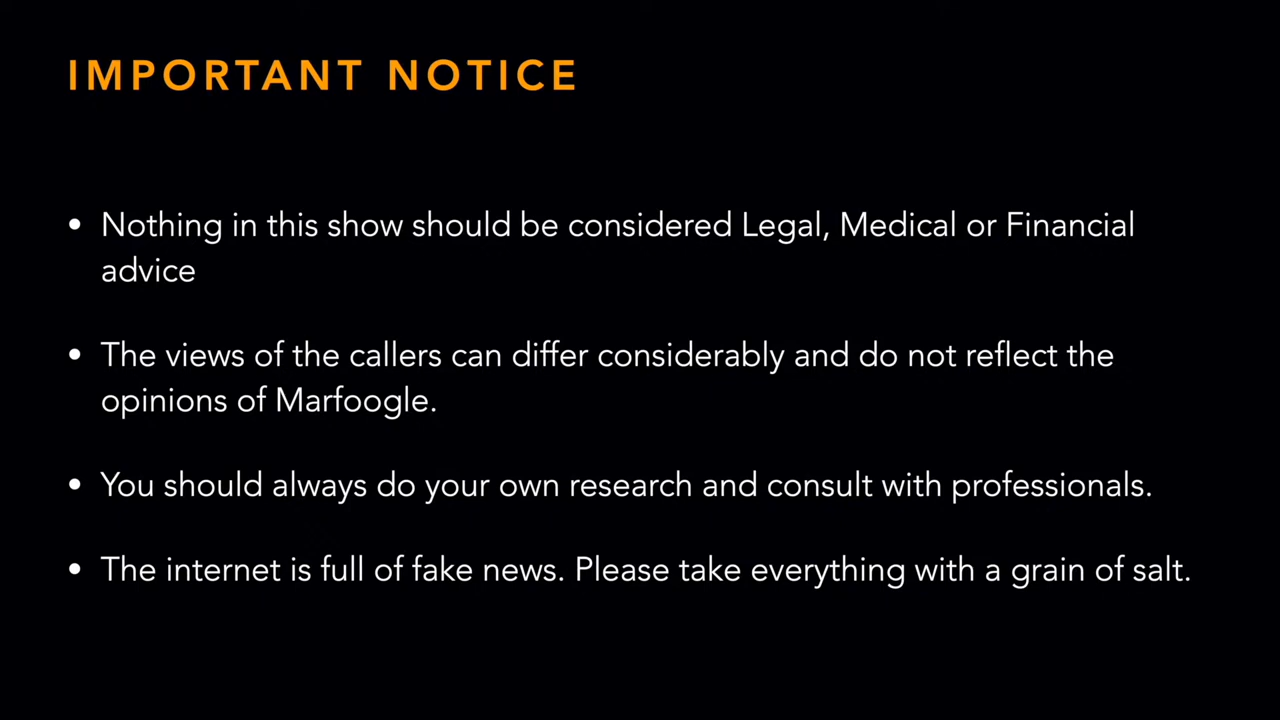 IMPORTANT NOTICE
• Nothing in this show should be considered Legal, Medical or Financial
advice
• The views of the callers can differ considerably and do not reflect the
opinions of Marfoogle.
• You should always do your own research and consult with professionals.
• The internet is full of fake news. Please take everything with a grain of salt.